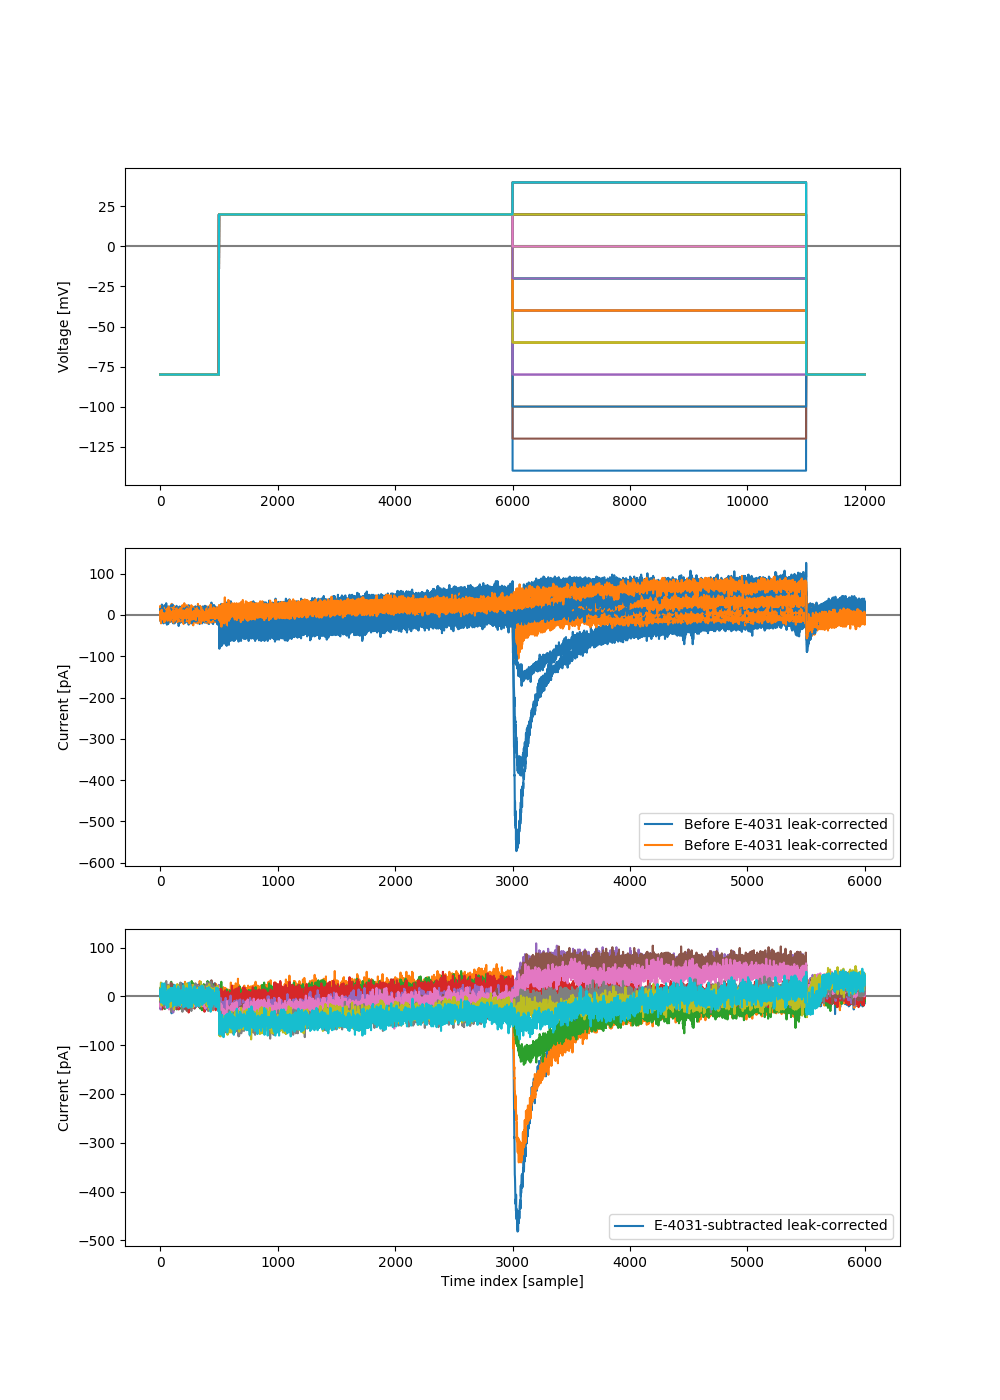 25
0
−25
−50
−75
−100
−125
Voltage [mV]
0 2000 4000 6000 8000 10000 12000
100
0
−100
−200
−300
−400
−500
−600
Current [pA]
Before E-4031 leak-corrected
Before E-4031 leak-corrected
0 1000 2000 3000 4000 5000 6000
100
0
−100
−200
−300
−400
−500
Current [pA]
E-4031-subtracted leak-corrected
0 1000 2000 3000 4000 5000 6000
Time index [sample]